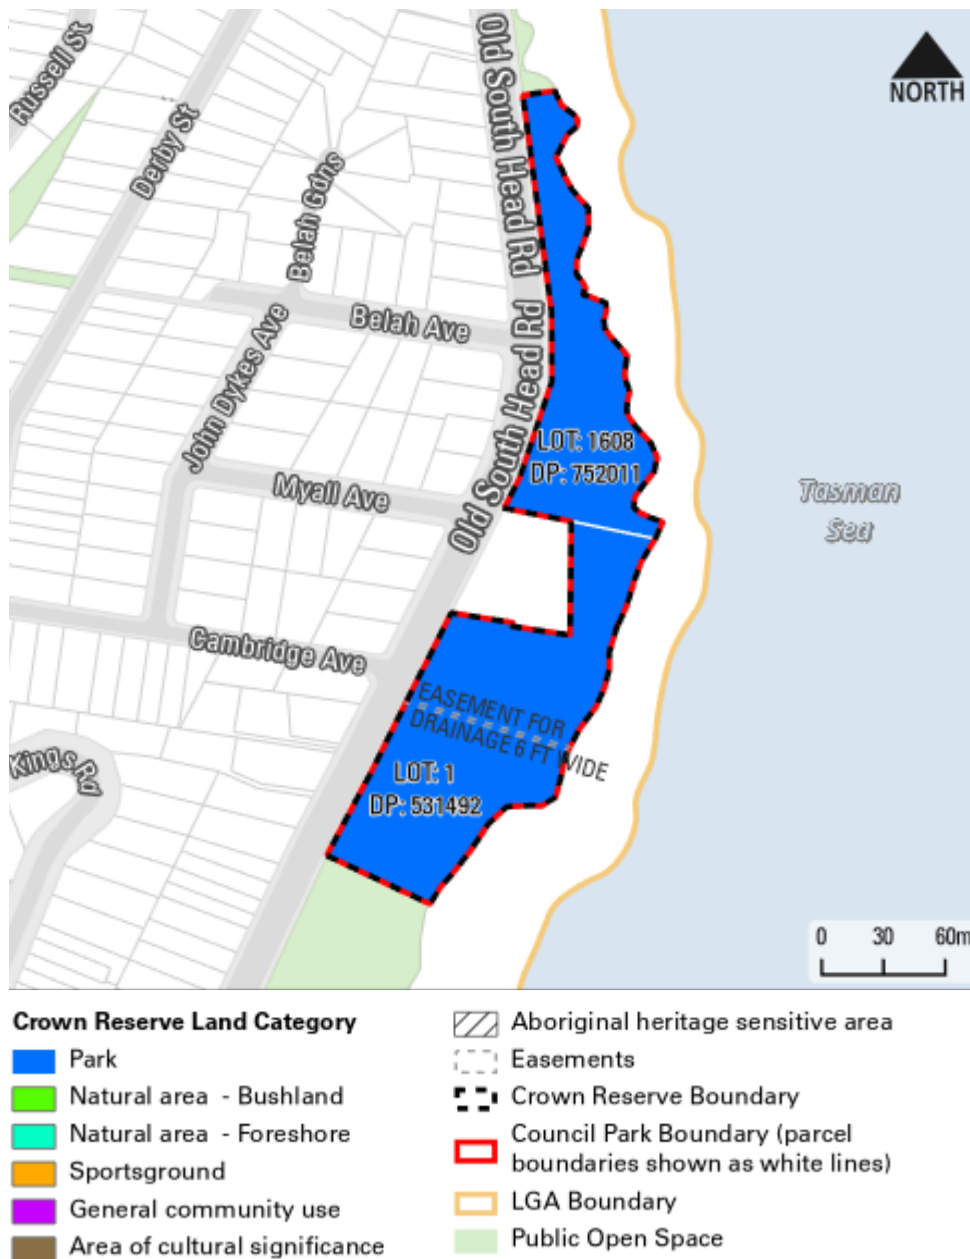 Russell St
Derby St
Belah Gdns
Old South Head Rd
NORTH
Belah Ave
John Dykes Ave
Old South Head Rd
Myall Ave
LOT: 1608
DP: 752011
Tasman
Sea
Cambridge Ave
EASEMENT FOR
DRAINAGE 6 FT WIDE
Kings Rd
LOT: 1
DP: 531492
0 30 60m
Crown Reserve Land Category
Park
Natural area - Bushland
Natural area - Foreshore
Sportsground
General community use
Area of cultural significance
Aboriginal heritage sensitive area
Easements
Crown Reserve Boundary
Council Park Boundary (parcel
boundaries shown as white lines)
LGA Boundary
Public Open Space